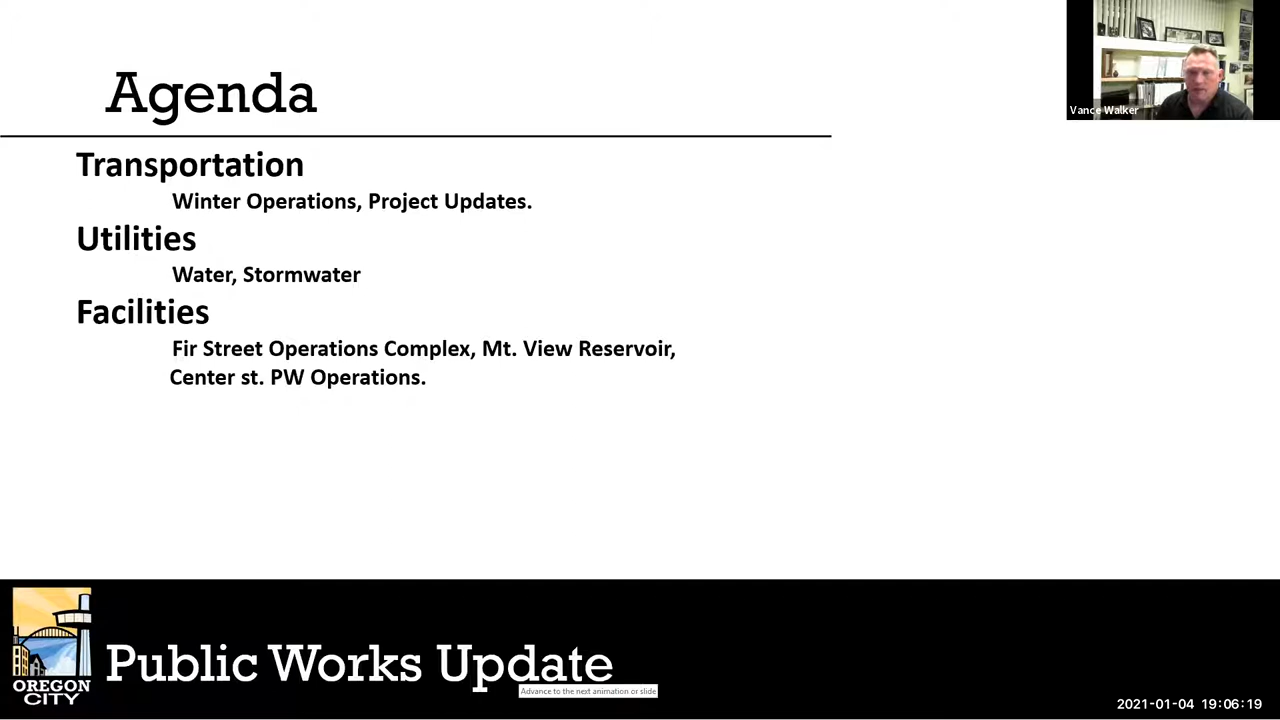 Agenda
Vance Walker
Transportation
Winter Operations, Project Updates.
Utilities
Water, Stormwater
Facilities
Fir Street Operations Complex, Mt. View Reservoir,
Center st. PW Operations.
OREGON
CITY
Public Works Update
Advance to the next animation or slide
2021-01-04 19:06:19